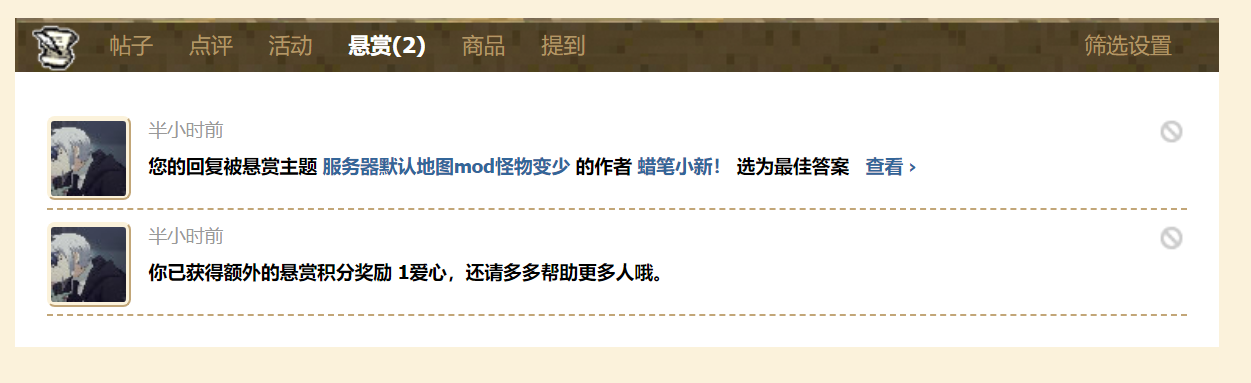 帖子 点评 活动 悬赏(2) 商品 提到 筛选设置
半小时前
您的回复被悬赏主题 服务器默认地图mod怪物变少 的作者 蜡笔小新！ 选为最佳答案 查看 ›
半小时前
你已获得额外的悬赏积分奖励 1爱心，还请多多帮助更多人哦。